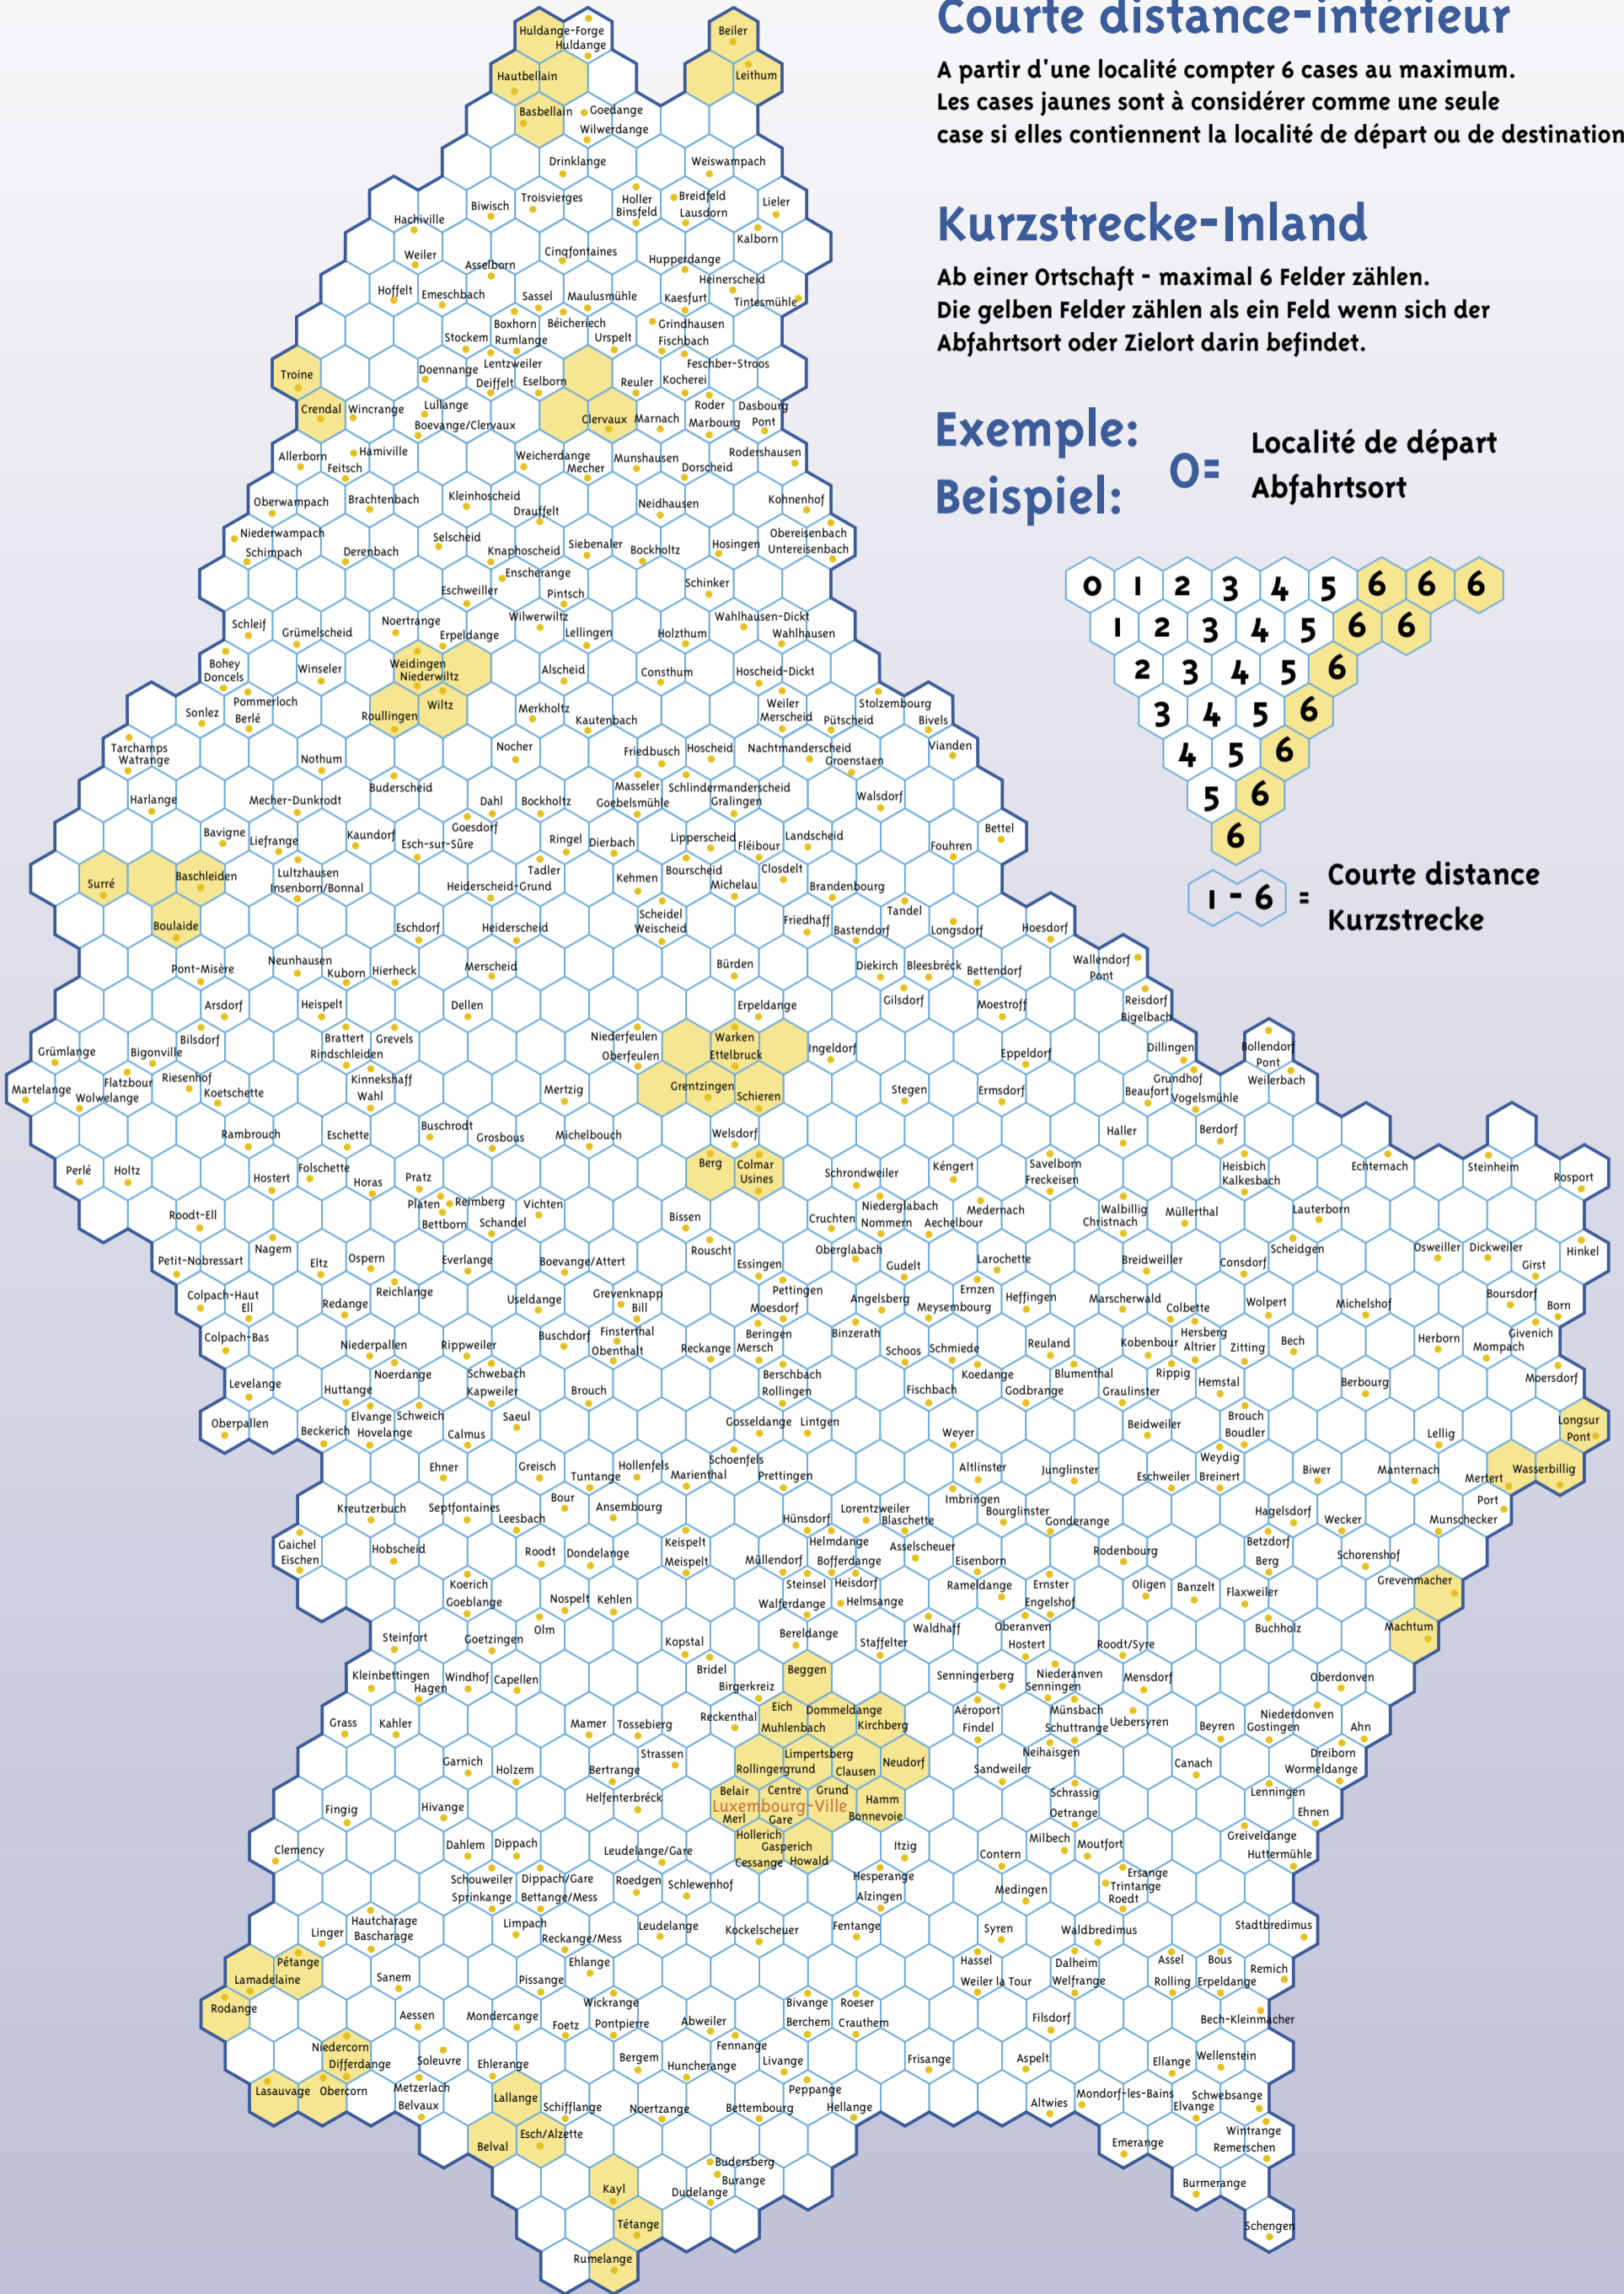 Courte distance-intérieur
A partir d'une localité compter 6 cases au maximum.
Les cases jaunes sont à considérer comme une seule
case si elles contiennent la localité de départ ou de destination
Kurzstrecke-Inland
Ab einer Ortschaft - maximal 6 Felder zählen.
Die gelben Felder zählen als ein Feld wenn sich der
Abfahrtsort oder Zielort darin befindet.
Exemple:
Beispiel:
0=
Localité de départ
Abfahrtsort
0 1 2 3 4 5 6 6 6
1 2 3 4 5 6 6
2 3 4 5 6
3 4 5 6
4 5 6
5 6
6
1 - 6 =
Courte distance
Kurzstrecke
Huldange-Forge
Huldange
Beiler
Hautbellain
Leithum
Basbellain Goedange
Wilwerdange
Drinklange Weiswampach
Hachiville Biwisch Troisvierges Holler Binsfeld Breidfeld Lausdorn Lieler
Weiler Asselborn Cinqfontaines Hupperdange Kalborn
Hoffelt Emeschbach Sassel Maulusmühle Kaesfurt Heinerscheid Tintesmühle
Stockem Boxhorn Rumlange Béicheriech Urspelt Grindhausen Fischbach
Troine Doennange Lentzweiler Deiffelt Eselborn Reuler Kocherei Feschber-Stroos
Crendal Wincrange Lullange Boevange/Clervaux Clervaux Marnach Roder Marbourg Dasbourg Pont
Allerborn Hamiville Feitsch Weicherdange Mecher Munshausen Dorscheid Rodershausen
Oberwampach Brachtenbach Kleinhoscheid Drauffelt Neidhausen Kohnenhof
Niederwampach Schimpach Derenbach Selscheid Knaphoscheid Siebenaler Bockholtz Hosingen Obereisenbach Untereisenbach
Eschweiller Enscherange Pintsch Schinker
Schleif Grümelscheid Noertrange Erpeldange Wilwerwiltz Lellingen Holzthum Wahlhausen-Dickt Wahlhausen
Bohey Doncels Winseler Weidingen Niederwiltz Alscheid Consthum Hoscheid-Dickt
Sonlez Pommerloch Berlé Roullingen Wiltz Merkholtz Kautenbach Weiler Merscheid Pütscheid Stolzembourg Bivels
Tarchamps Watrange Nothum Nocher Friedbusch Hoscheid Nachtmanderscheid Groenstaen Vianden
Harlange Mecher-Dunkrodt Buderscheid Dahl Bockholtz Masseler Goebelsmühle Schlindermanderscheid Gralingen Walsdorf
Bavigne Liefrange Kaundorf Goesdorf Esch-sur-Sûre Ringel Dierbach Lipperscheid Fléibour Landscheid Fouhren Bettel
Surré Baschleiden Lultzhausen Insenborn/Bonnal Heiderscheid-Grund Tadler Kehmen Bourscheid Michelau Closdelt Brandenbourg
Boulaide Eschdorf Heiderscheid Scheidel Weischeid Friedhaff Bastendorf Tandel Longsdorf Hoesdorf
Pont-Misère Neunhausen Kuborn Hierheck Merscheid Bürden Diekirch Bleesbréck Bettendorf Wallendorf Pont
Arsdorf Heispelt Dellen Erpeldange Gilsdorf Moestroff Reisdorf Bigelbach
Grümlange Bigonville Bilsdorf Brattert Rindschleiden Grevels Niederfeulen Oberfeulen Warken Ettelbruck Ingeldorf Eppeldorf Dillingen Bollendorf Pont
Martelange Wolwelange Flatzbour Riesenhof Koetschette Kinnekshaff Wahl Mertzig Grentzingen Schieren Stegen Ermsdorf Beaufort Grundhof Vogelsmühle Weilerbach
Rambrouch Eschette Buschrodt Grosbous Michelbouch Welsdorf Haller Berdorf
Perlé Holtz Hostert Folschette Horas Pratz Berg Colmar Usines Schrondweiler Kéngert Savelborn Freckeisen Heisbich Kalkesbach Echternach Steinheim Rosport
Roodt-Ell Platen Reimberg Bettborn Schandel Vichten Bissen Cruchten Niederglabach Nommern Aechelbour Medernach Walbillig Christnach Müllerthal Lauterborn
Petit-Nobressart Nagem Eltz Ospern Everlange Boevange/Attert Rouscht Essingen Oberglabach Gudelt Larochette Breidweiller Consdorf Scheidgen Osweiller Dickweiler Girst Hinkel
Colpach-Haut Ell Redange Reichlange Useldange Grevenknapp Bill Pettingen Moesdorf Angelsberg Meysembourg Ernzen Heffingen Marscherwald Colbette Wolpert Michelshof Boursdorf Born
Colpach-Bas Niederpallen Rippweiler Buschdorf Finsterthal Obenthalt Reckange Beringen Mersch Binzerath Schoos Schmiede Reuland Kobenbour Hersberg Altrier Zitting Bech Herborn Mompach Givenich
Levelange Huttange Noerdange Schwebach Kapweiler Brouch Berschbach Rollingen Fischbach Koedange Godbrange Blumenthal Graulinster Rippig Hemstal Berbourg Moersdorf
Oberpallen Beckerich Elvange Hovelange Schweich Calmus Saeul Gosseldange Lintgen Weyer Beidweiler Brouch Boudler Lellig Longsur Pont
Ehner Greisch Tuntange Hollenfels Marienthal Schoenfels Prettingen Altlinster Junglinster Eschweiler Weydig Breinert Biwer Manternach Mertert Wasserbillig
Kreutzerbuch Septfontaines Leesbach Bour Ansembourg Hünsdorf Lorentzweiler Blaschette Imbringen Bourglinster Gonderange Hagelsdorf Wecker Port Munschecker
Gaichel Eischen Hobscheid Roodt Dondelange Keispelt Meispelt Müllendorf Helmdange Bofferdange Asselscheuer Eisenborn Rodenbourg Betzdorf Berg Schorenshof
Koerich Goeblange Nospelt Kehlen Steinsel Walferdange Heisdorf Helmsange Rameldange Ernster Engelshof Oligen Banzelt Flaxweiler Grevenmacher
Steinfort Goetzingen Olm Kopstal Bereldange Staffelter Waldhaff Oberanven Hostert Roodt/Syre Buchholz Machtum
Kleinbettingen Hagen Windhof Capellen Bridel Birgerkreiz Beggen Senningerberg Niederanven Senningen Mensdorf Oberdonven
Grass Kahler Mamer Tossebierg Reckenthal Eich Muhlenbach Dommeldange Kirchberg Aéroport Findel Münsbach Schuttrange Uebersyren Beyren Niederdonven Gostingen Ahn
Garnich Holzem Bertrange Strassen Rollingergrund Limpertsberg Clausen Neudorf Sandweiler Neihaisgen Canach Dreiborn Wormeldange
Fingig Hivange Helfenterbréck Belair Centre Grund Luxembourg-Ville Merl Gare Hamm Bonnevoie Schrassig Oetrange Lenningen Ehnen
Clemency Dahlem Dippach Leudelange/Gare Hollerich Gasperich Cessange Howald Itzig Contern Milbech Moutfort Greiveldange Huttermühle
Schouweiler Sprinkange Dippach/Gare Bettange/Mess Roedgen Schlewenhof Hesperange Alzingen Medingen Ersange Trintange Roedt
Linger Hautcharage Bascharage Limpach Reckange/Mess Leudelange Kockelscheuer Fentange Syren Waldbredimus Stadtbredimus
Pétange Lamadelaine Sanem Pissange Ehlange Hassel Weiler la Tour Dalheim Welfrange Assel Rolling Bous Erpeldange Remich
Rodange Aessen Mondercange Foetz Wickrange Pontpierre Abweiler Bivange Berchem Roeser Crauthem Filsdorf Bech-Kleinmacher
Niedercorn Differdange Soleuvre Ehlerange Bergem Huncherange Fennange Livange Frisange Aspelt Ellange Wellenstein
Lasauvage Obercorn Metzerlach Belvaux Lallange Schifflange Noertzange Bettembourg Peppange Hellange Altwies Mondorf-les-Bains Elvange Schwebsange
Belval Esch/Alzette Emerange Wintrange Remerschen
Kayl Budersberg Burange Dudelange Burmerange
Tétange Schengen
Rumelange